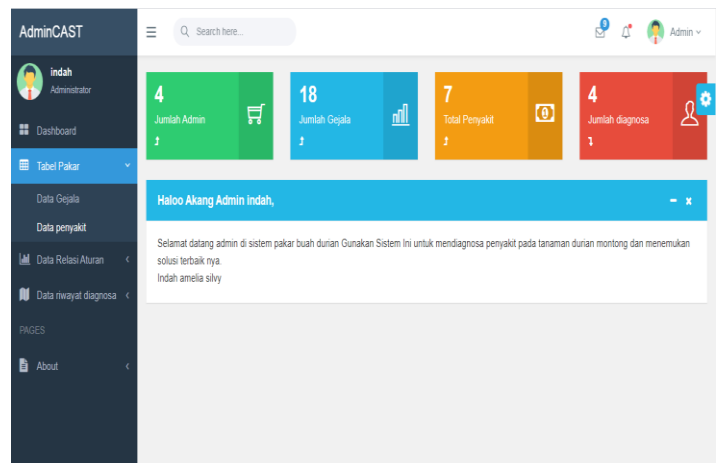 AdminCAST
Search here...
9
Admin
indah
Administrator
Dashboard
Tabel Pakar
Data Gejala
Data penyakit
Data Relasi Aturan
Data riwayat diagnosa
PAGES
About
4
Jumlah Admin
18
Jumlah Gejala
7
Total Penyakit
4
Jumlah diagnosa
Haloo Akang Admin indah,
Selamat datang admin di sistem pakar buah durian Gunakan Sistem Ini untuk mendiagnosa penyakit pada tanaman durian montong dan menemukan
solusi terbaik nya.
Indah amelia silvy